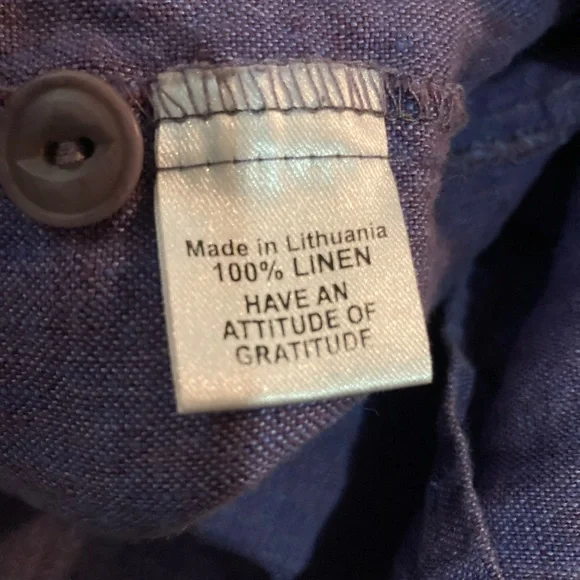 Made in Lithuania
100% LINEN
HAVE AN
ATTITUDE OF
GRATITUDE